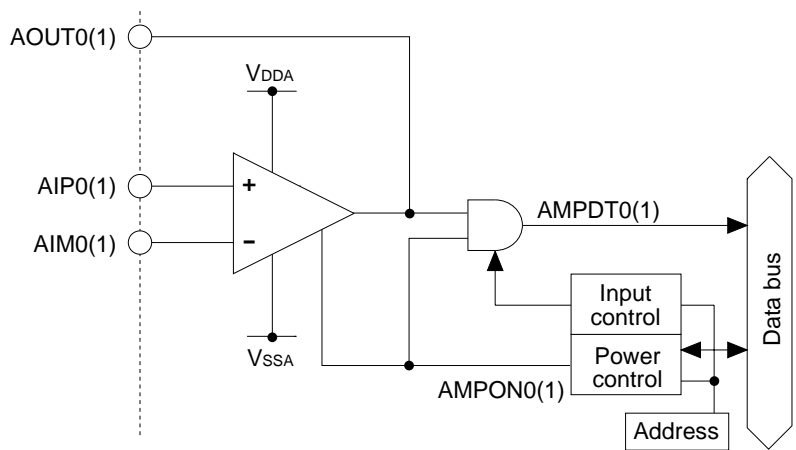 AOUT0(1)
VDDA
AIP0(1)
+
AMPDT0(1)
AIM0(1)
–
Input
control
Data bus
VSSA
Power
control
AMPON0(1)
Address